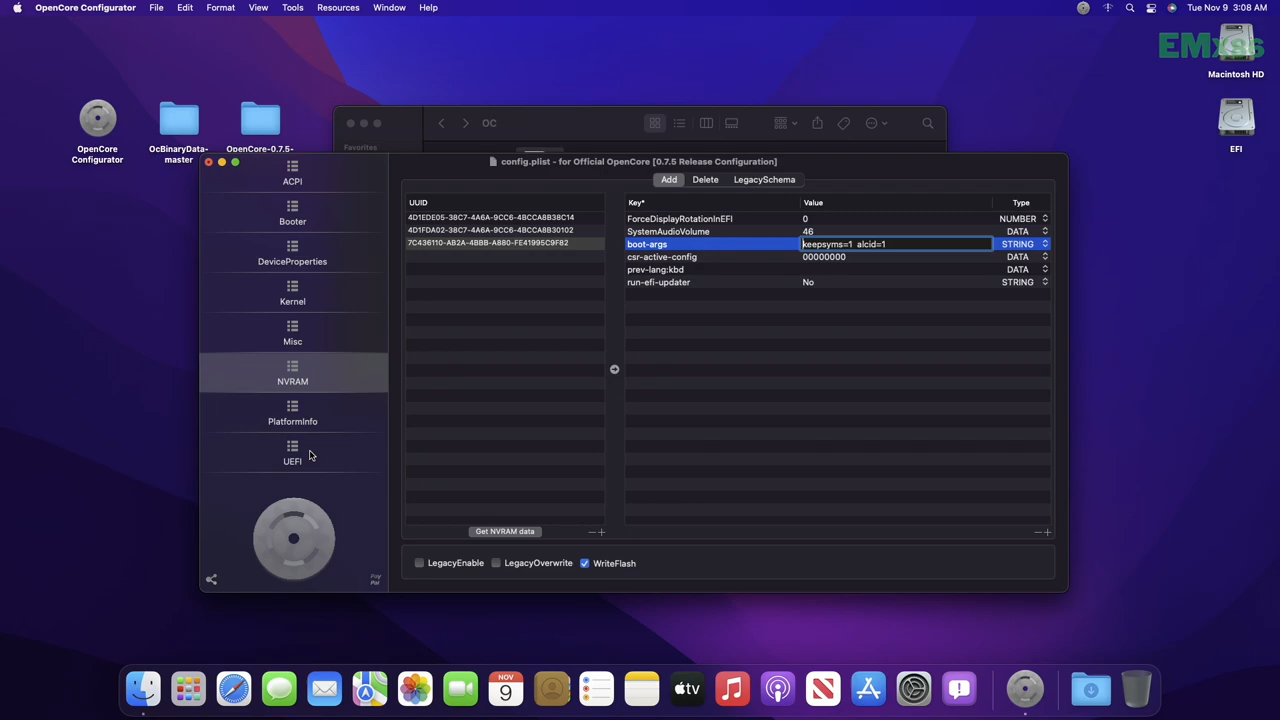 OpenCore Configurator File Edit Format View Tools Resources Window Help Tue Nov 9 3:08 AM
EMx86
Macintosh HD
EFI
OpenCore
Configurator
OcBinaryData-
master
OpenCore-0.7.5-
OC
Favorites
config.plist - for Official OpenCore [0.7.5 Release Configuration]
ACPI
Booter
DeviceProperties
Kernel
Misc
NVRAM
PlatformInfo
UEFI
Pay
Pal
Add Delete LegacySchema
UUID
4D1EDE05-38C7-4A6A-9CC6-4BCCA8B38C14
4D1FDA02-38C7-4A6A-9CC6-4BCCA8B30102
7C436110-AB2A-4BBB-A880-FE41995C9F82
Get NVRAM data
Key* Value Type
ForceDisplayRotationInEFI 0 NUMBER
SystemAudioVolume 46 DATA
boot-args keepsyms=1 alcid=1 STRING
csr-active-config 00000000 DATA
prev-lang:kbd DATA
run-efi-updater No STRING
LegacyEnable LegacyOverwrite WriteFlash
NOV
9
tv